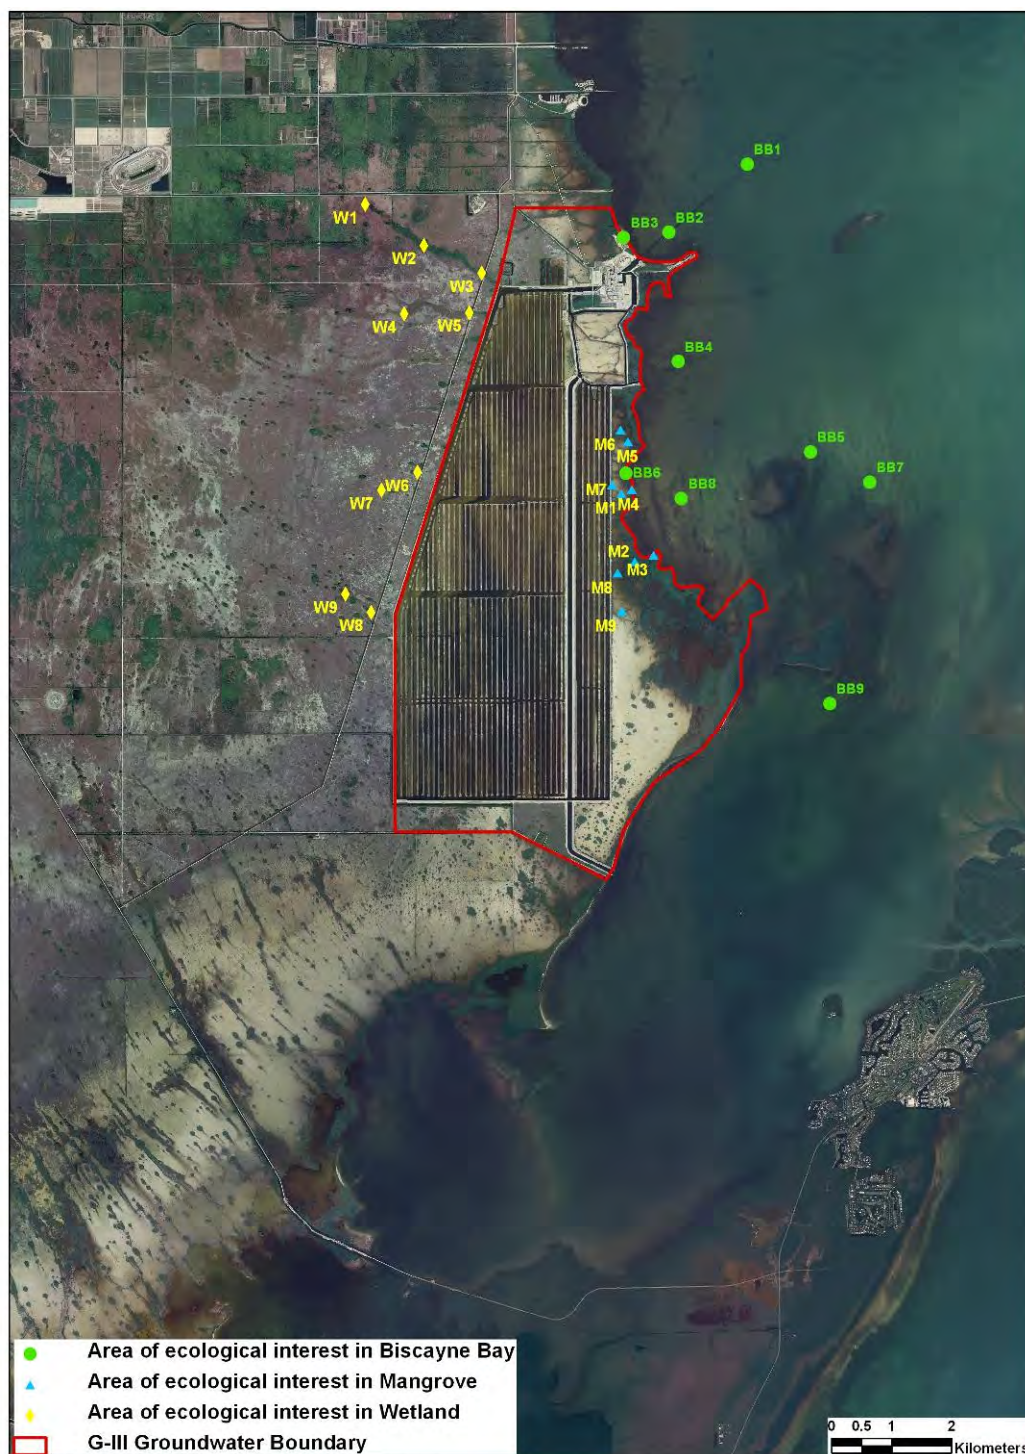 BB1
W1
BB3
BB2
W2
W3
W4
W5
BB4
M6
BB5
M5
W6
BB6
BB7
W7
M7
BB8
M1
M4
M2
M3
W9
M8
W8
M9
BB9
Area of ecological interest in Biscayne Bay
Area of ecological interest in Mangrove
Area of ecological interest in Wetland
G-III Groundwater Boundary
0 0.5 1 2
Kilometers